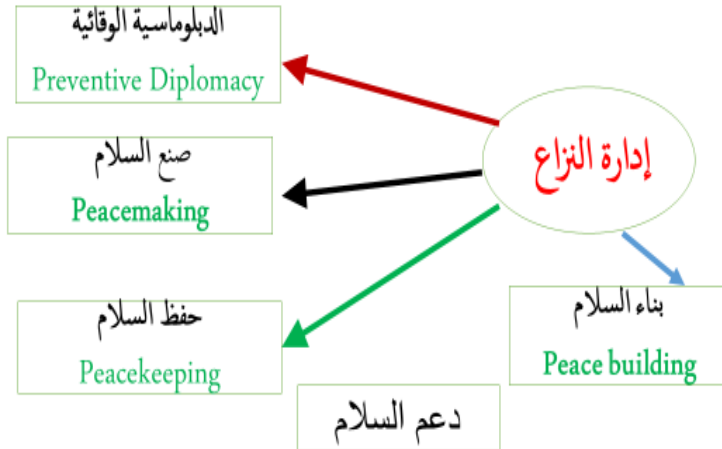 الدبلوماسية الوقائية
Preventive Diplomacy
إدارة النزاع
صنع السلام
Peacemaking
حفظ السلام
Peacekeeping
بناء السلام
Peace building
دعم السلام